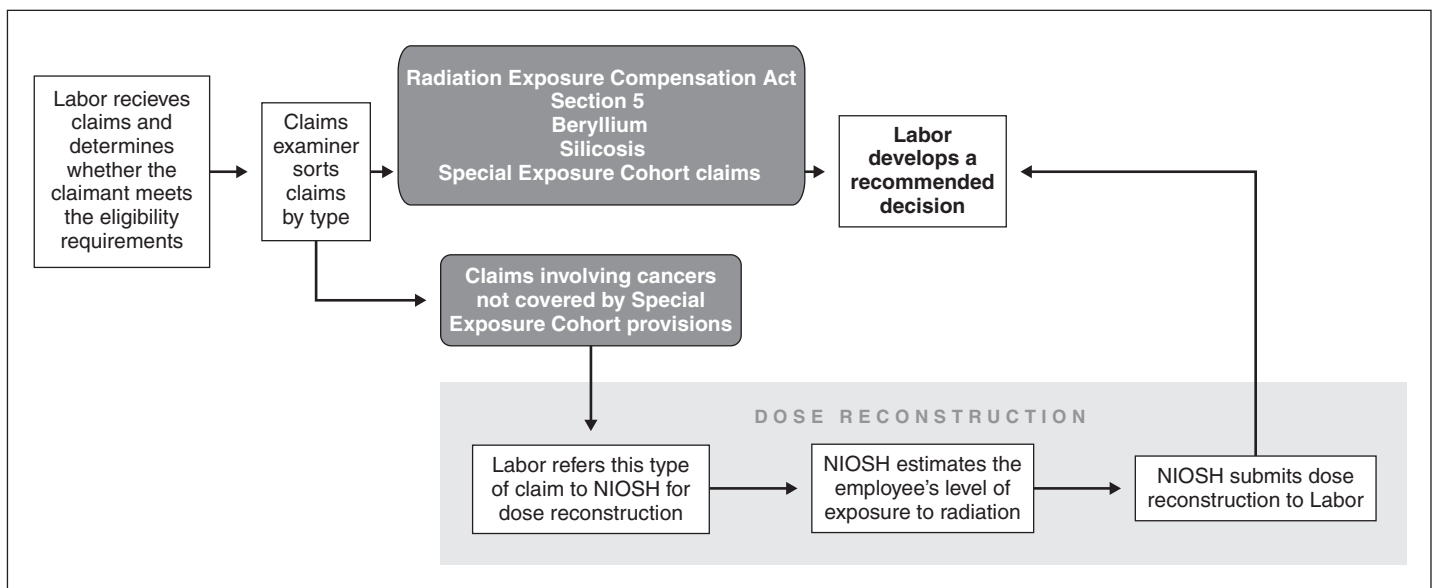 Labor recieves
claims and
determines
whether the
claimant meets
the eligibility
requirements
Claims
examiner
sorts
claims
by type
Radiation Exposure Compensation Act
Section 5
Beryllium
Silicosis
Special Exposure Cohort claims
Labor
develops a
recommended
decision
Claims involving cancers
not covered by Special
Exposure Cohort provisions
DOSE RECONSTRUCTION
Labor refers this type
of claim to NIOSH for
dose reconstruction
NIOSH estimates the
employee’s level of
exposure to radiation
NIOSH submits dose
reconstruction to Labor